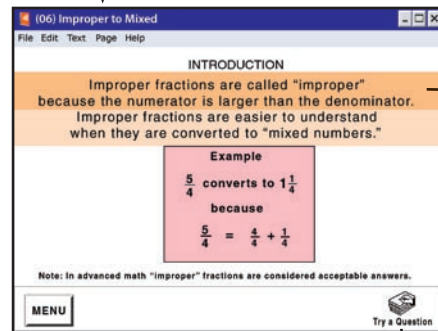 (06) Improper to Mixed
File Edit Text Page Help
INTRODUCTION
Improper fractions are called “improper”
because the numerator is larger than the denominator.
Improper fractions are easier to understand
when they are converted to “mixed numbers.”
Example
5/4 converts to 1 1/4
because
5/4 = 4/4 + 1/4
Note: In advanced math “improper” fractions are considered acceptable answers.
MENU
Try a Question